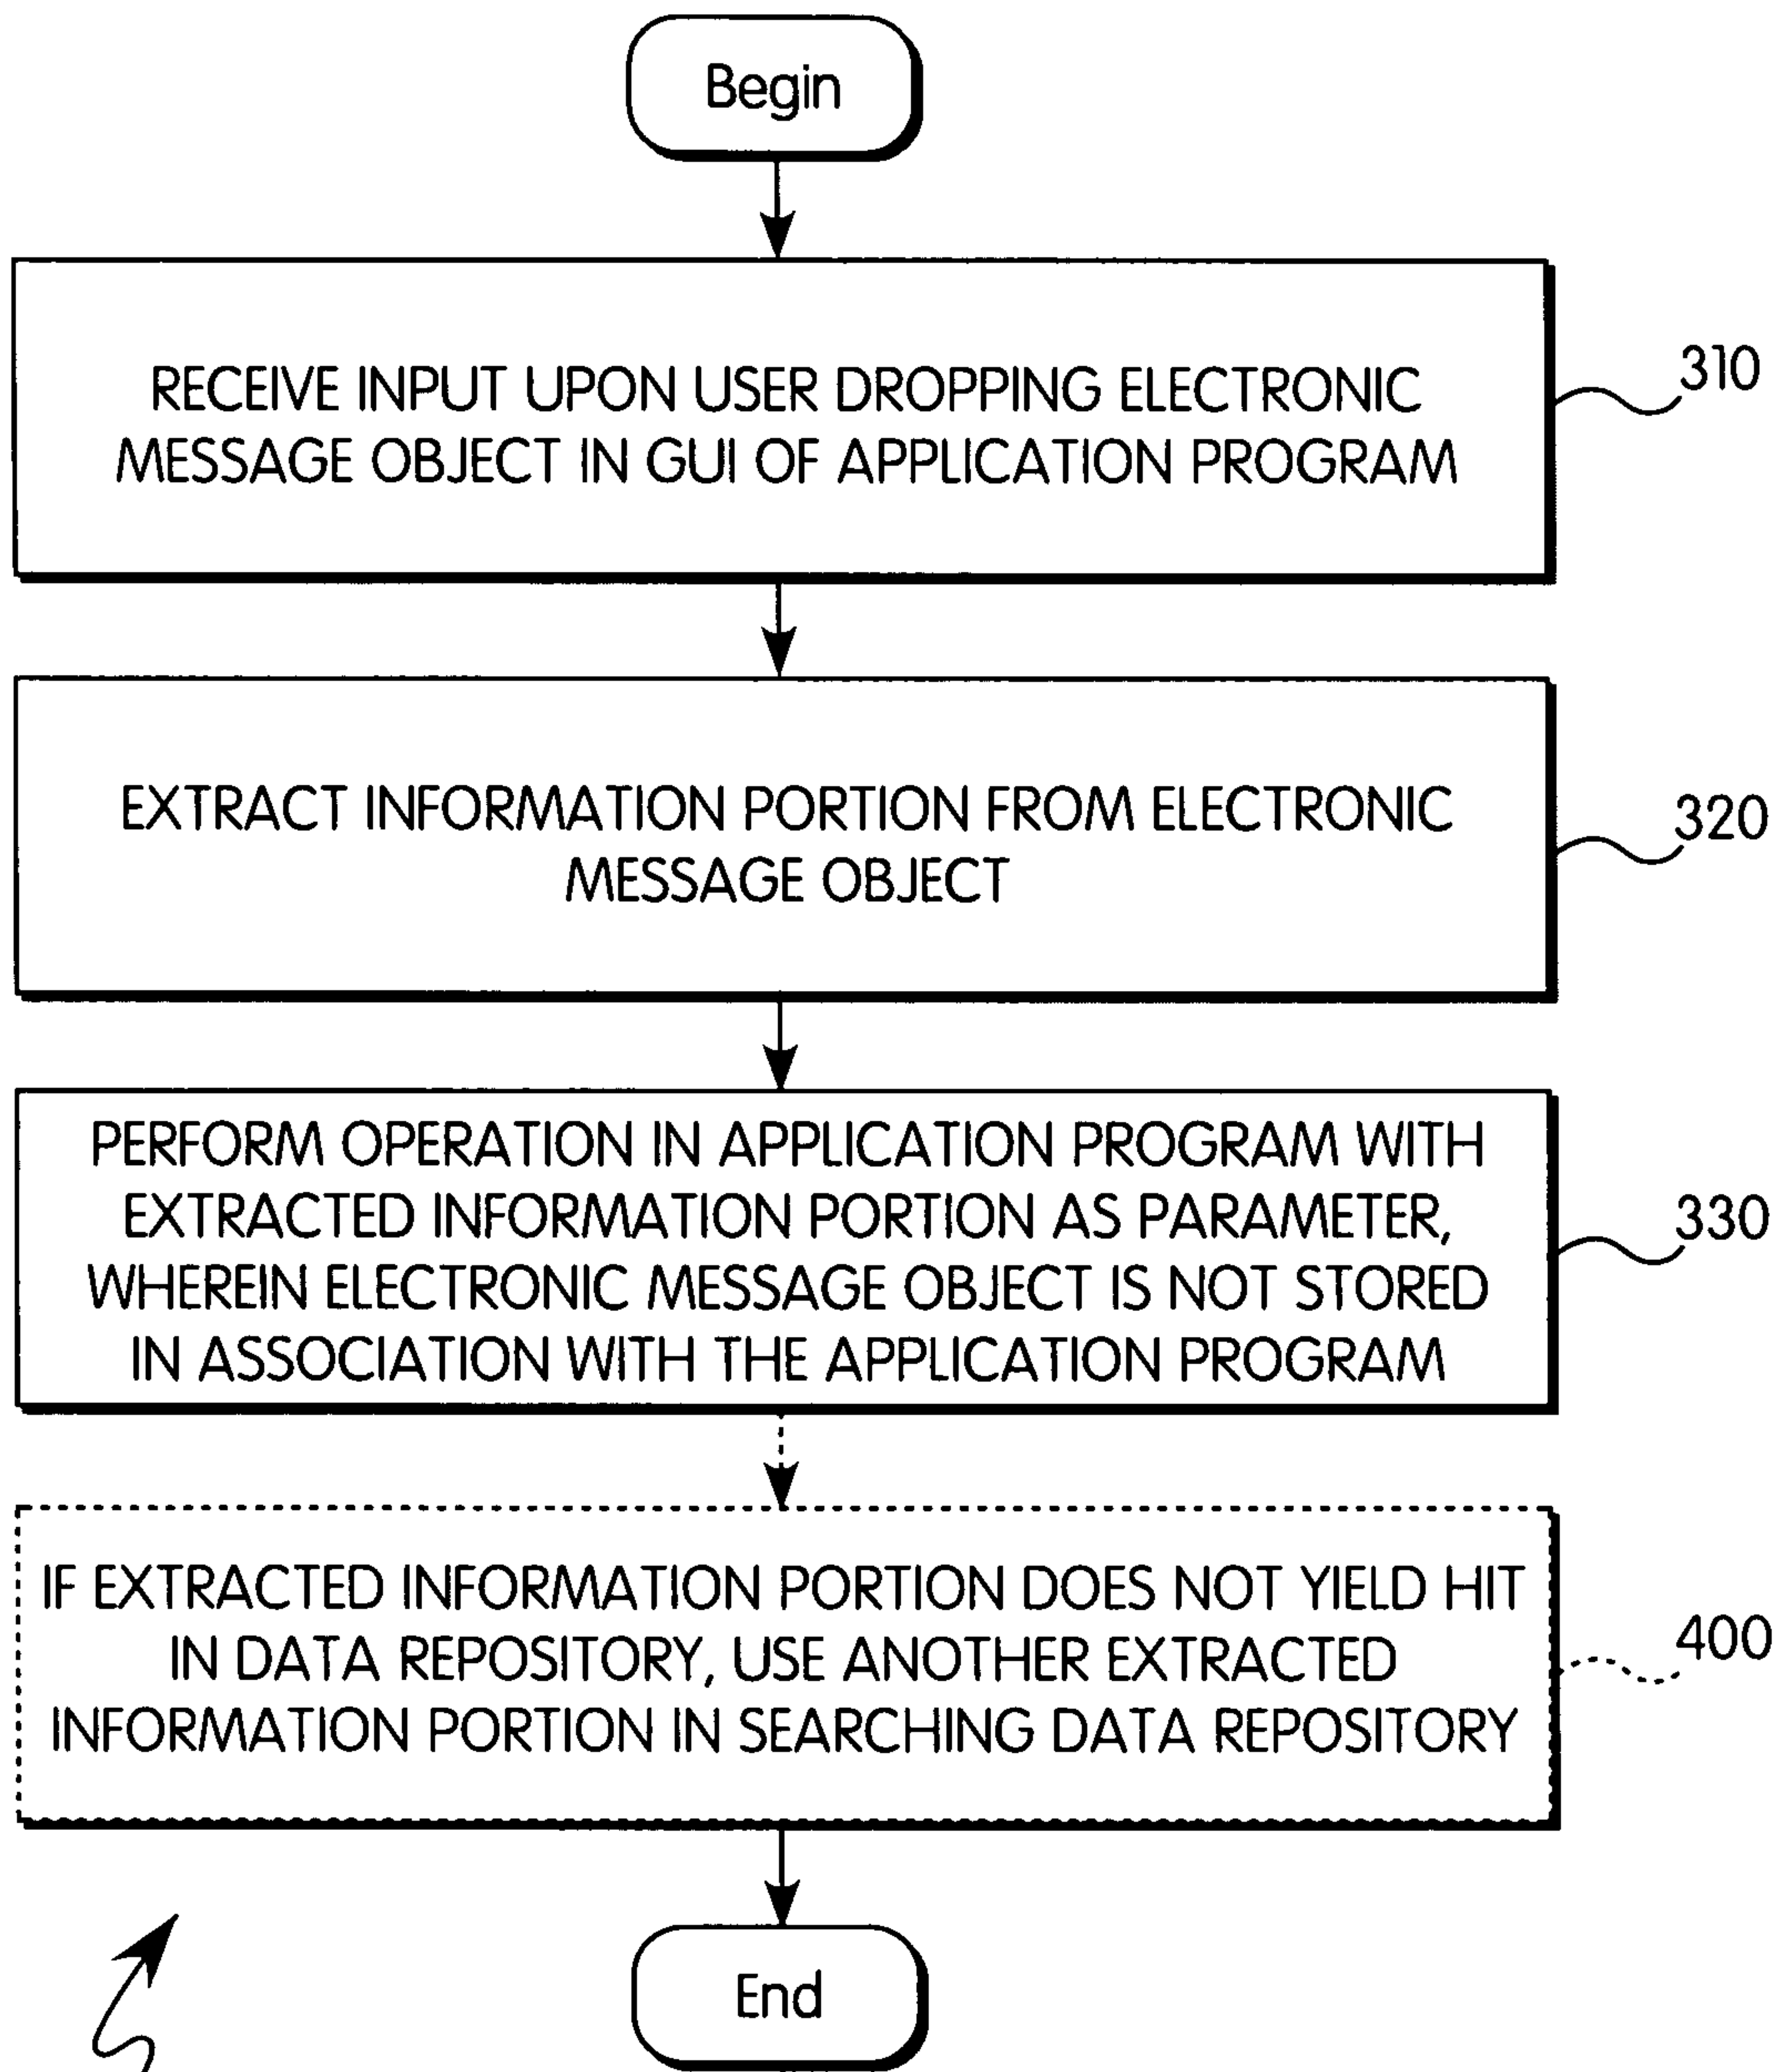 Begin
RECEIVE INPUT UPON USER DROPPING ELECTRONIC
MESSAGE OBJECT IN GUI OF APPLICATION PROGRAM
310
EXTRACT INFORMATION PORTION FROM ELECTRONIC
MESSAGE OBJECT
320
PERFORM OPERATION IN APPLICATION PROGRAM WITH
EXTRACTED INFORMATION PORTION AS PARAMETER,
WHEREIN ELECTRONIC MESSAGE OBJECT IS NOT STORED
IN ASSOCIATION WITH THE APPLICATION PROGRAM
330
IF EXTRACTED INFORMATION PORTION DOES NOT YIELD HIT
IN DATA REPOSITORY, USE ANOTHER EXTRACTED
INFORMATION PORTION IN SEARCHING DATA REPOSITORY
400
End